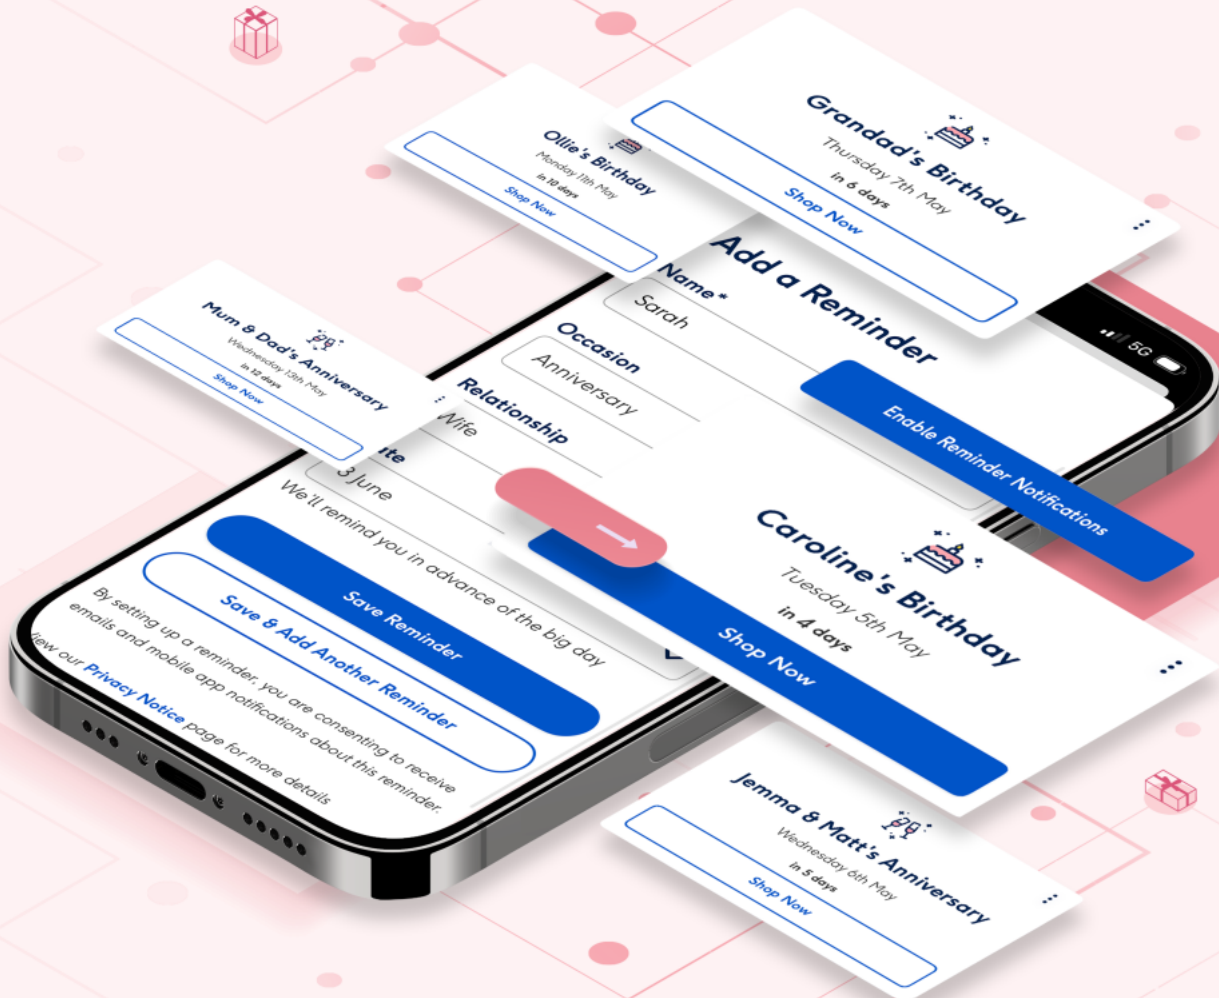 Grandad's Birthday
Thursday 7th May
in 6 days
Shop Now
Ollie's Birthday
Monday 11th May
in 10 days
Shop Now
Mum & Dad's Anniversary
Wednesday 13th May
in 12 days
Shop Now
5G
Add a Reminder
Name*
Sarah
Occasion
Anniversary
Relationship
Wife
3 June
We'll remind you in advance of the big day
Save Reminder
Save & Add Another Reminder
By setting up a reminder, you are consenting to receive
emails and mobile app notifications about this reminder.
our Privacy Notice page for more details
Enable Reminder Notifications
Caroline's Birthday
Tuesday 5th May
in 4 days
Shop Now
Jemma & Matt's Anniversary
Wednesday 6th May
in 5 days
Shop Now